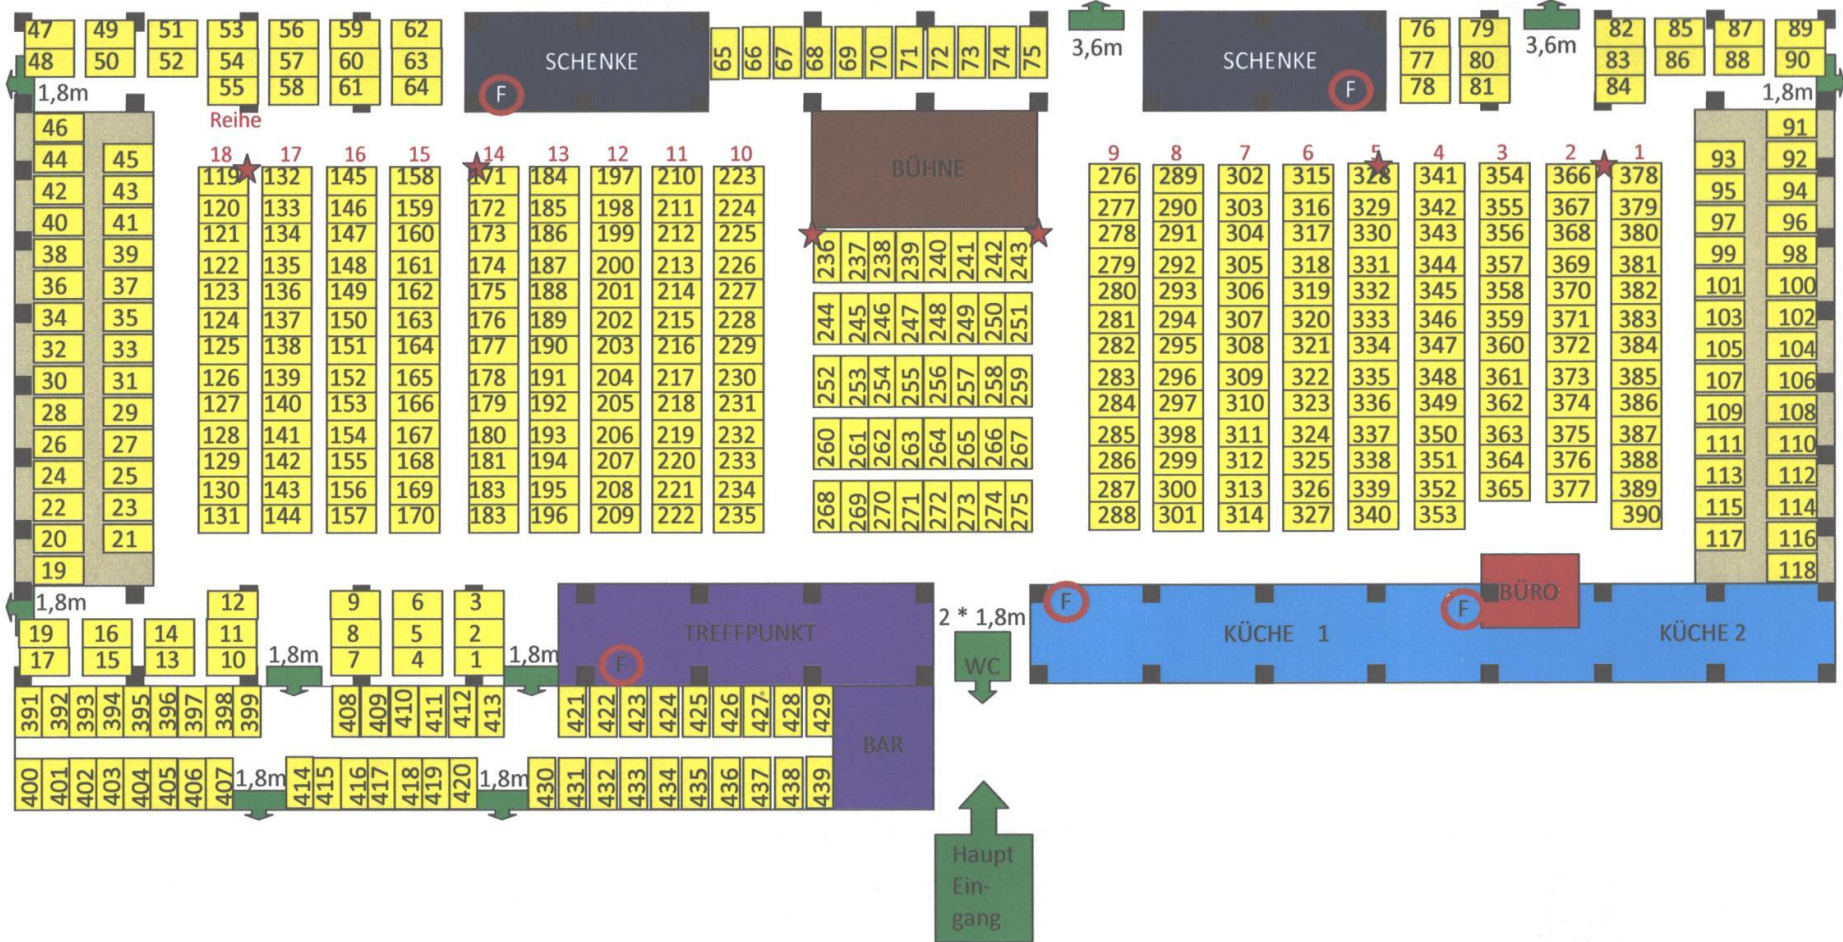 47 49 51 53 56 59 62
48 50 52 54 57 60 63
55 58 61 64
SCHENKE
F
65 66 67 68 69 70 71 72 73 74 75
3,6m
SCHENKE
F
76 79
77 80
78 81
3,6m
82 85 87 89
83 86 88 90
84
1,8m
1,8m
Reihe
46
44 45
42 43
40 41
38 39
36 37
34 35
32 33
30 31
28 29
26 27
24 25
22 23
20 21
19
18 17 16 15 14 13 12 11 10
119 132 145 158 171 184 197 210 223
120 133 146 159 172 185 198 211 224
121 134 147 160 173 186 199 212 225
122 135 148 161 174 187 200 213 226
123 136 149 162 175 188 201 214 227
124 137 150 163 176 189 202 215 228
125 138 151 164 177 190 203 216 229
126 139 152 165 178 191 204 217 230
127 140 153 166 179 192 205 218 231
128 141 154 167 180 193 206 219 232
129 142 155 168 181 194 207 220 233
130 143 156 169 183 195 208 221 234
131 144 157 170 183 196 209 222 235
BÜHNE
236 237 238 239 240 241 242 243
244 245 246 247 248 249 250 251
252 253 254 255 256 257 258 259
260 261 262 263 264 265 266 267
268 269 270 271 272 273 274 275
9 8 7 6 5 4 3 2 1
276 289 302 315 328 341 354 366 378
277 290 303 316 329 342 355 367 379
278 291 304 317 330 343 356 368 380
279 292 305 318 331 344 357 369 381
280 293 306 319 332 345 358 370 382
281 294 307 320 333 346 359 371 383
282 295 308 321 334 347 360 372 384
283 296 309 322 335 348 361 373 385
284 297 310 323 336 349 362 374 386
285 398 311 324 337 350 363 375 387
286 299 312 325 338 351 364 376 388
287 300 313 326 339 352 365 377 389
288 301 314 327 340 353 390
91
93 92
95 94
97 96
99 98
101 100
103 102
105 104
107 106
109 108
111 110
113 112
115 114
117 116
118
1,8m
12 9 6 3
19 16 14 11 8 5 2
17 15 13 10 7 4 1
1,8m
1,8m
TREFFPUNKT
F
2 * 1,8m
WC
F
KÜCHE 1
F
BÜRO
KÜCHE 2
391 392 393 394 395 396 397 398 399
408 409 410 411 412 413
421 422 423 424 425 426 427 428 429
BAR
400 401 402 403 404 405 406 407
1,8m
414 415 416 417 418 419 420
1,8m
430 431 432 433 434 435 436 437 438 439
Haupt
Ein-
gang